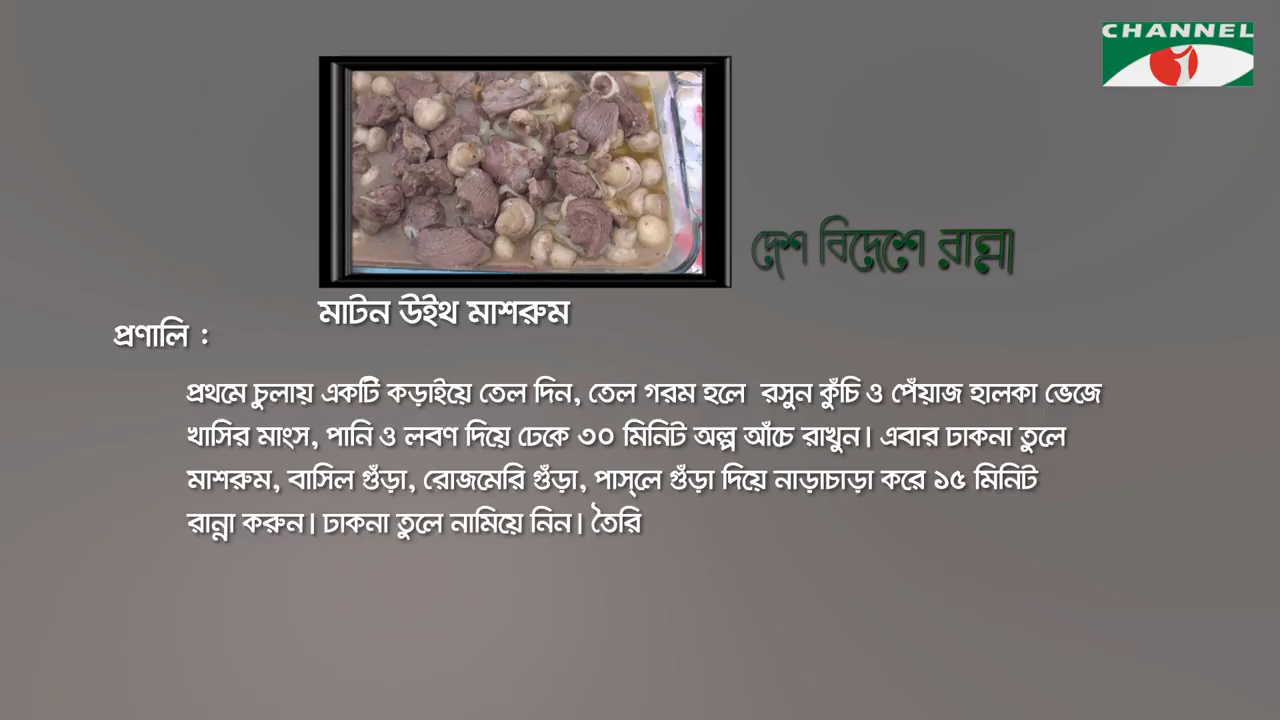 CHANNEL
দেশ বিদেশে রান্না
মাটন উইথ মাশরুম
প্রণালি :
প্রথমে চুলায় একটি কড়াইয়ে তেল দিন, তেল গরম হলে রসুন কুঁচি ও পেঁয়াজ হালকা ভেজে
খাসির মাংস, পানি ও লবণ দিয়ে ঢেকে ৩০ মিনিট অল্প আঁচে রাখুন। এবার ঢাকনা তুলে
মাশরুম, বাসিল গুঁড়া, রোজমেরি গুঁড়া, পাস্‌লে গুঁড়া দিয়ে নাড়াচাড়া করে ১৫ মিনিট
রান্না করুন। ঢাকনা তুলে নামিয়ে নিন। তৈরি